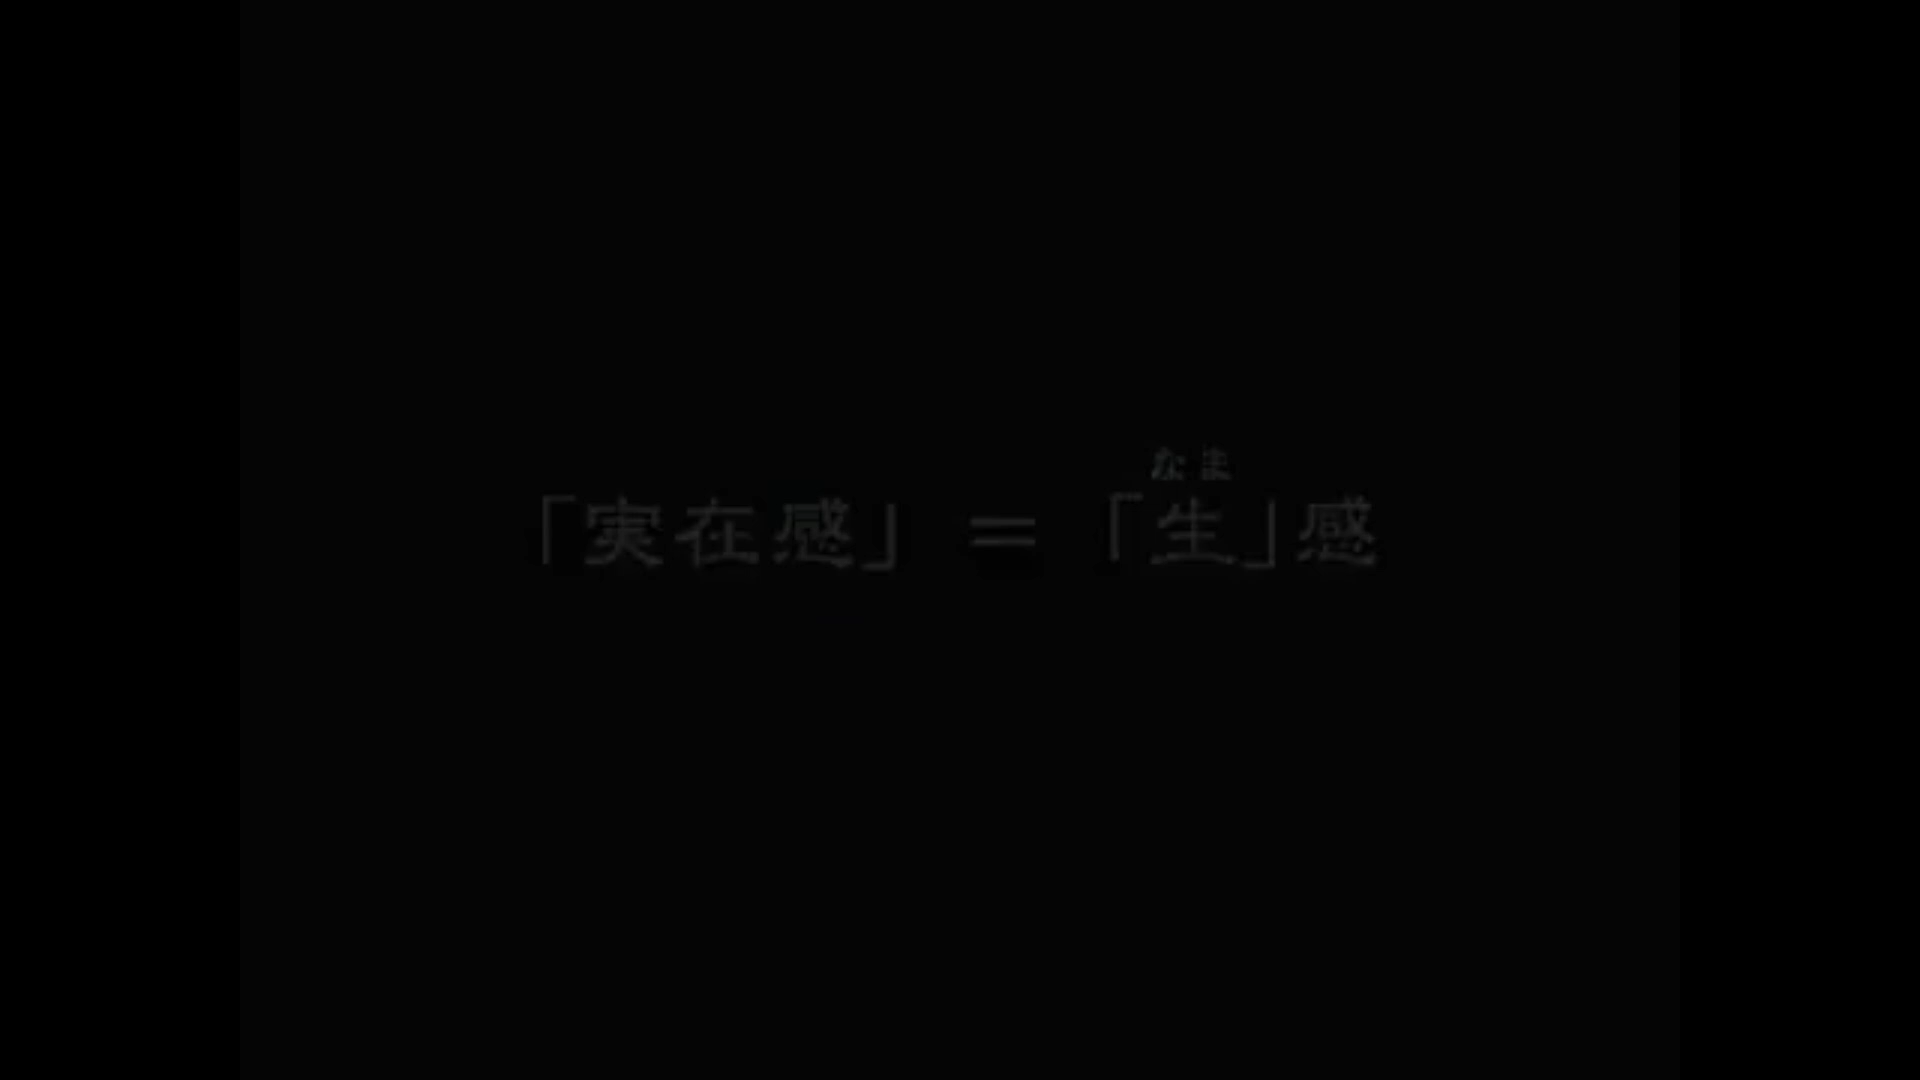 なま
「実在感」 = 「生」感